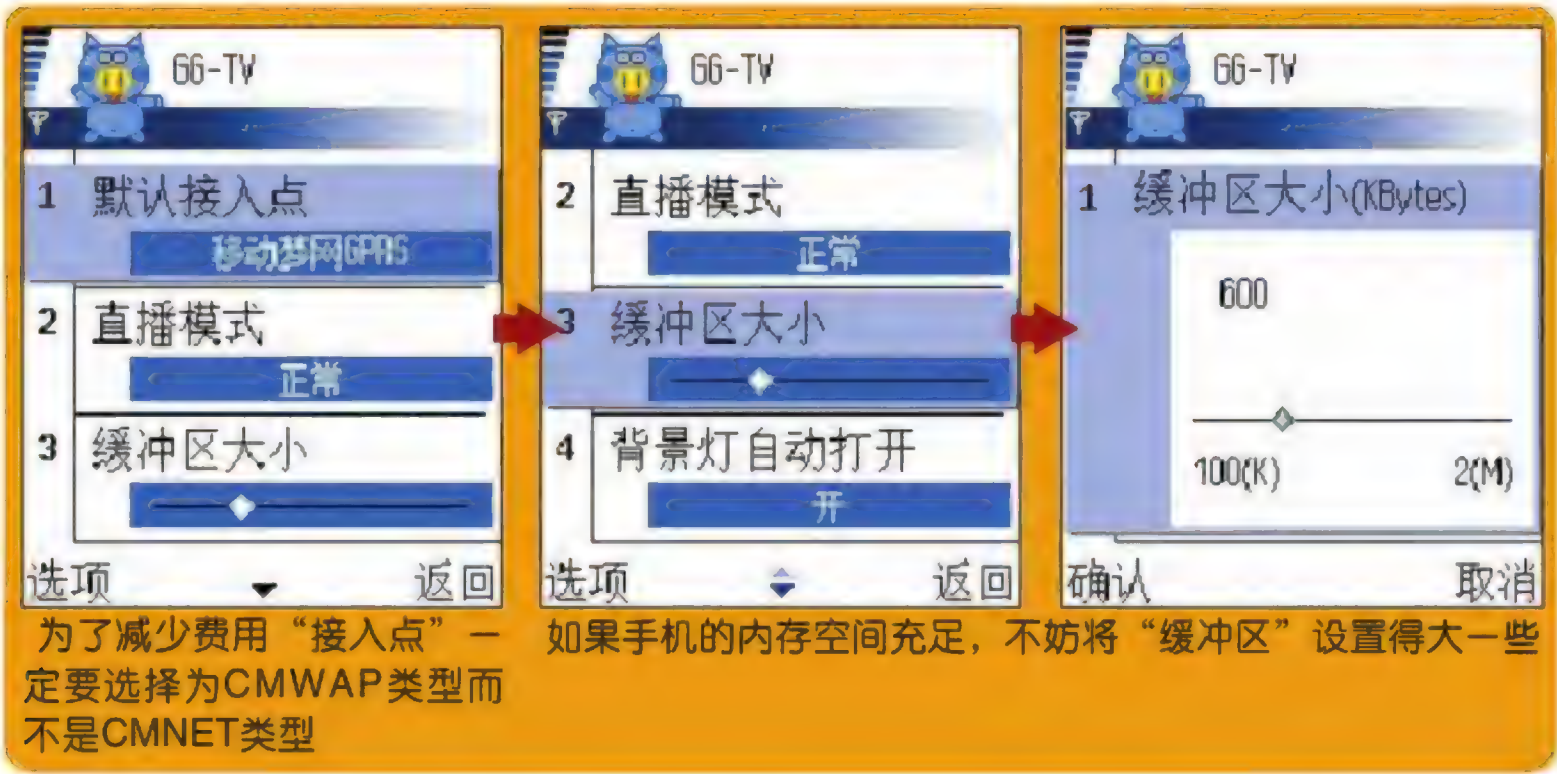 GG-TV
1 默认接入点
移动梦网GPRS
2 直播模式
正常
3 缓冲区大小
选项 返回
为了减少费用“接入点”一
定要选择为CMWAP类型而
不是CMNET类型
GG-TV
2 直播模式
正常
3 缓冲区大小
4 背景灯自动打开
开
选项 返回
GG-TV
1 缓冲区大小(KBytes)
600
100(K) 2(M)
确认 取消
如果手机的内存空间充足，不妨将“缓冲区”设置得大一些